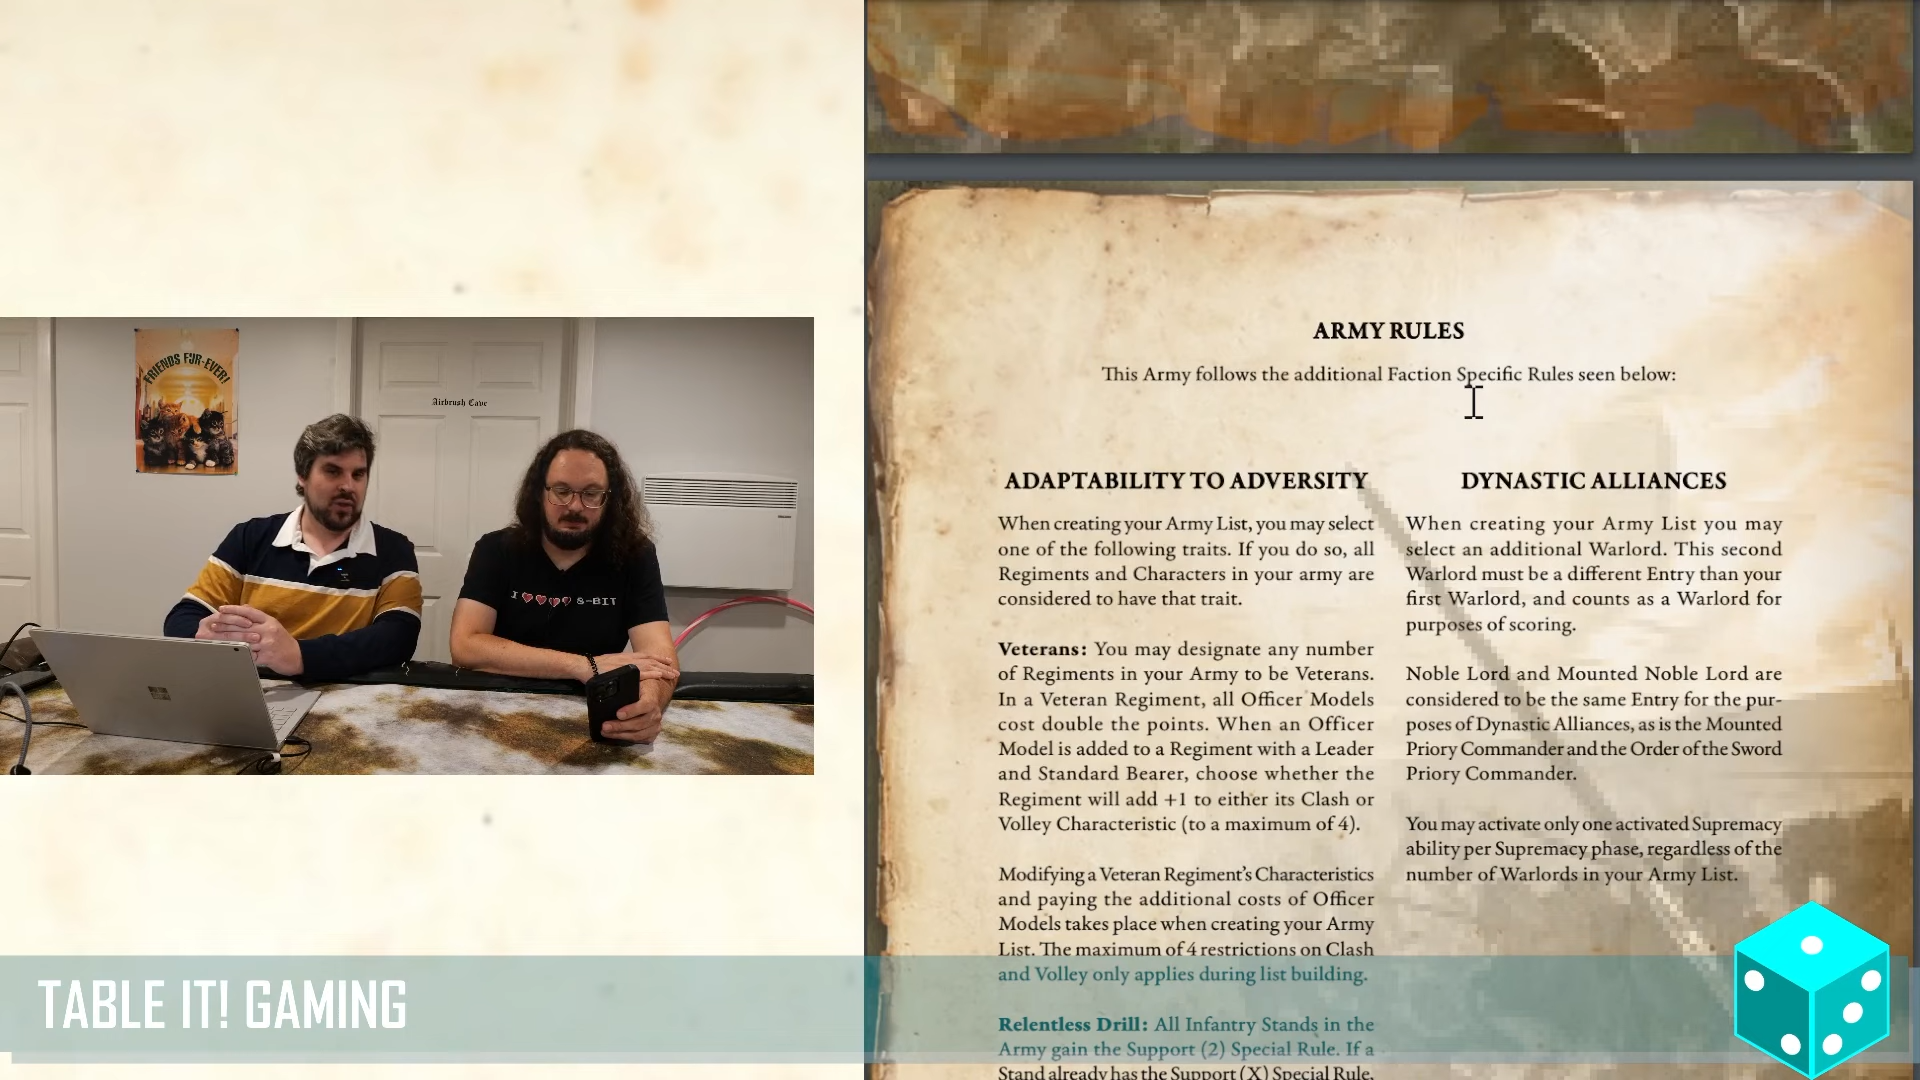 FRIENDS FUR-EVER!
Airbrush Cave
I 8-BIT
ARMY RULES
This Army follows the additional Faction Specific Rules seen below:
ADAPTABILITY TO ADVERSITY
When creating your Army List, you may select
one of the following traits. If you do so, all
Regiments and Characters in your army are
considered to have that trait.
Veterans: You may designate any number
of Regiments in your Army to be Veterans.
In a Veteran Regiment, all Officer Models
cost double the points. When an Officer
Model is added to a Regiment with a Leader
and Standard Bearer, choose whether the
Regiment will add +1 to either its Clash or
Volley Characteristic (to a maximum of 4).
Modifying a Veteran Regiment's Characteristics
and paying the additional costs of Officer
Models takes place when creating your Army
List. The maximum of 4 restrictions on Clash
and Volley only applies during list building.
Relentless Drill: All Infantry Stands in the
Army gain the Support (2) Special Rule. If a
Stand already has the Support (X) Special Rule,
DYNASTIC ALLIANCES
When creating your Army List you may
select an additional Warlord. This second
Warlord must be a different Entry than your
first Warlord, and counts as a Warlord for
purposes of scoring.
Noble Lord and Mounted Noble Lord are
considered to be the same Entry for the pur-
poses of Dynastic Alliances, as is the Mounted
Priory Commander and the Order of the Sword
Priory Commander.
You may activate only one activated Supremacy
ability per Supremacy phase, regardless of the
number of Warlords in your Army List.
TABLE IT! GAMING